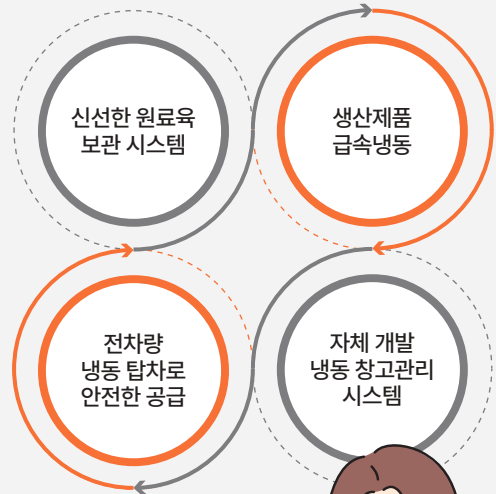 신선한 원료육
보관 시스템
생산제품
급속냉동
전차량
냉동 탑차로
안전한 공급
자체 개발
냉동 창고관리
시스템